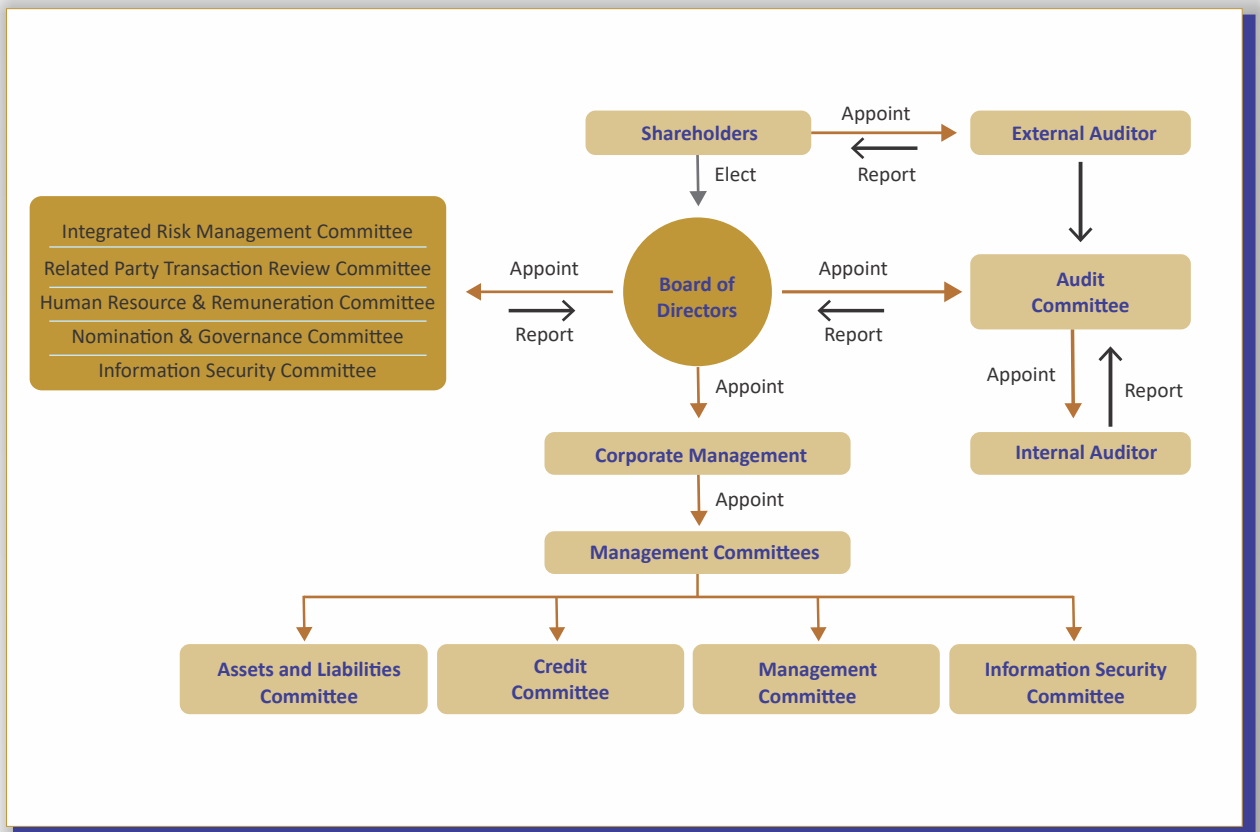 Appoint
Shareholders
External Auditor
Report
Elect
Integrated Risk Management Committee
Related Party Transaction Review Committee
Human Resource & Remuneration Committee
Nomination & Governance Committee
Information Security Committee
Appoint
Report
Board of
Directors
Appoint
Report
Audit
Committee
Appoint
Report
Appoint
Corporate Management
Internal Auditor
Appoint
Management Committees
Assets and Liabilities
Committee
Credit
Committee
Management
Committee
Information Security
Committee